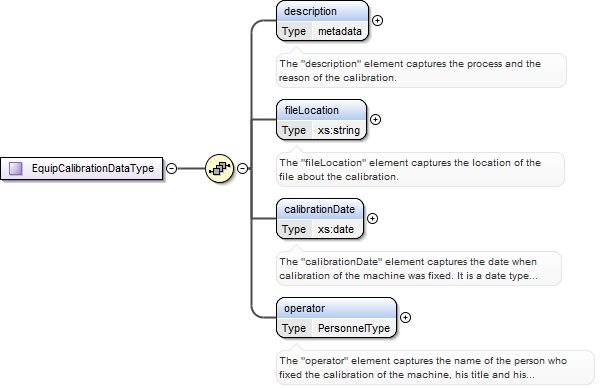 description
Type metadata
The "description" element captures the process and the
reason of the calibration.
fileLocation
Type xs:string
The "fileLocation" element captures the location of the
file about the calibration.
EquipCalibrationDataType
calibrationDate
Type xs:date
The "calibrationDate" element captures the date when
calibration of the machine was fixed. It is a date type...
operator
Type PersonnelType
The "operator" element captures the name of the person who
fixed the calibration of the machine, his title and his...